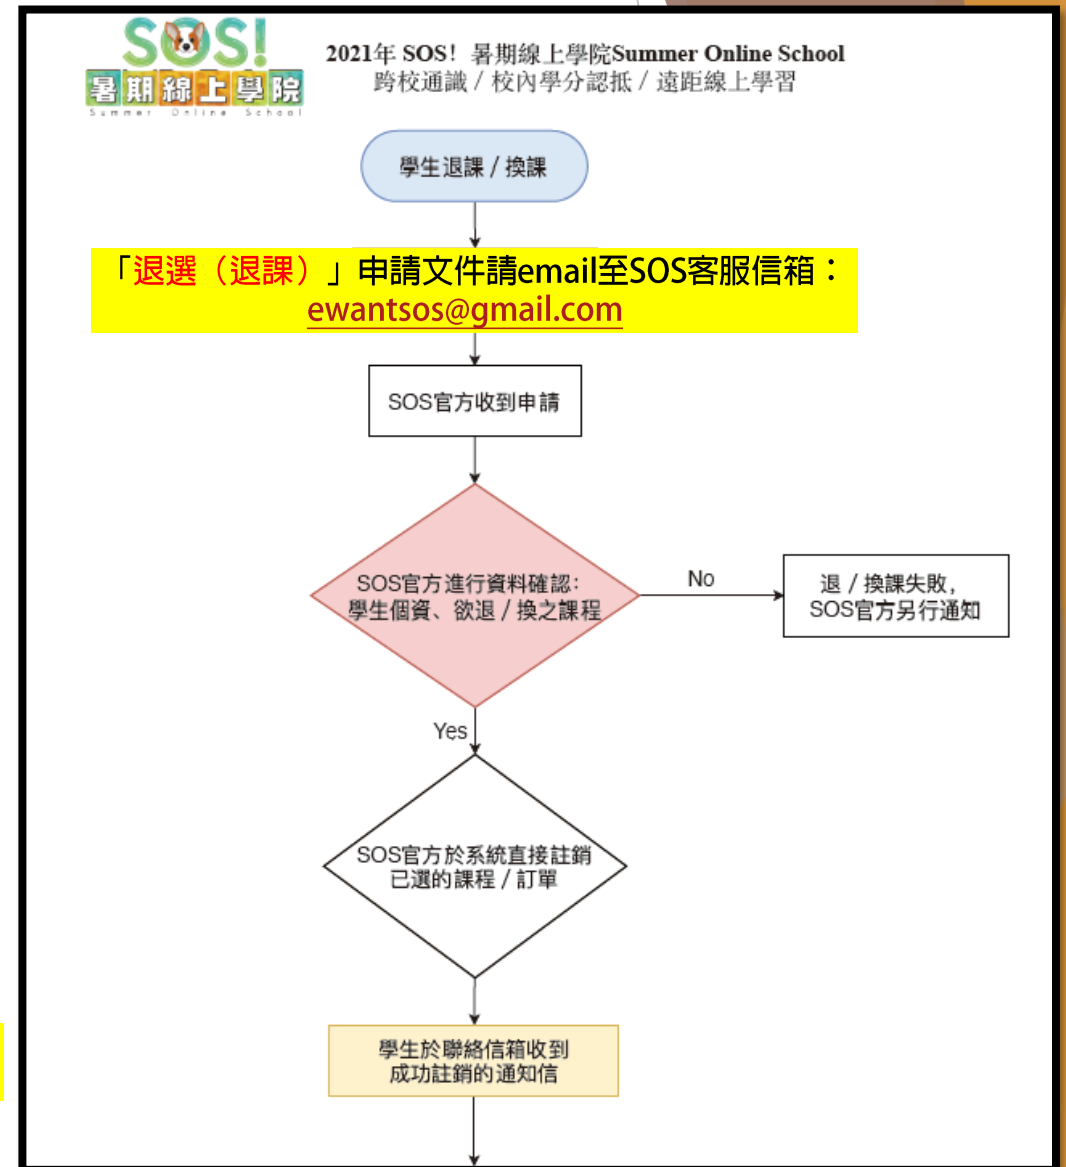 SOS!
暑期線上學院
Summer Online School
2021年 SOS! 暑期線上學院Summer Online School
跨校通識 / 校內學分認抵 / 遠距線上學習
學生退課 / 換課
「退選（退課）」申請文件請email至SOS客服信箱：
ewantsos@gmail.com
SOS官方收到申請
SOS官方進行資料確認:
學生個資、欲退 / 換之課程
No
退 / 換課失敗,
SOS官方另行通知
Yes
SOS官方於系統直接註銷
已選的課程 / 訂單
學生於聯絡信箱收到
成功註銷的通知信